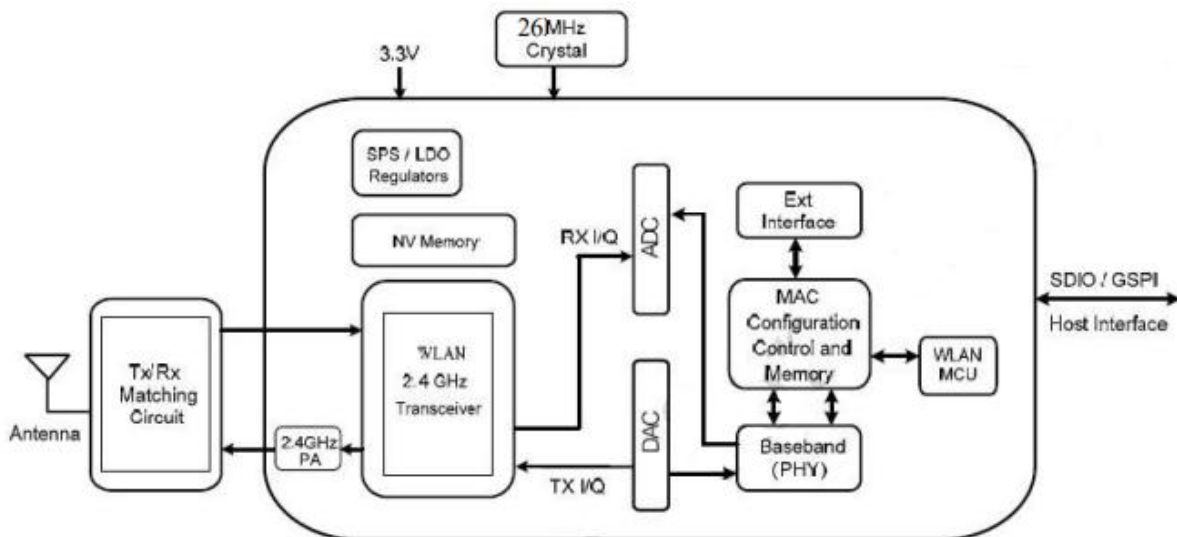 26MHz
Crystal
3.3V
SPS / LDO
Regulators
NV Memory
RX I/Q
ADC
Ext
Interface
SDIO / GSPI
Host Interface
MAC
Configuration
Control and
Memory
WLAN
MCU
WLAN
2.4 GHz
Transceiver
Tx/Rx
Matching
Circuit
Antenna
2.4GHz
PA
TX I/Q
DAC
Baseband
(PHY)